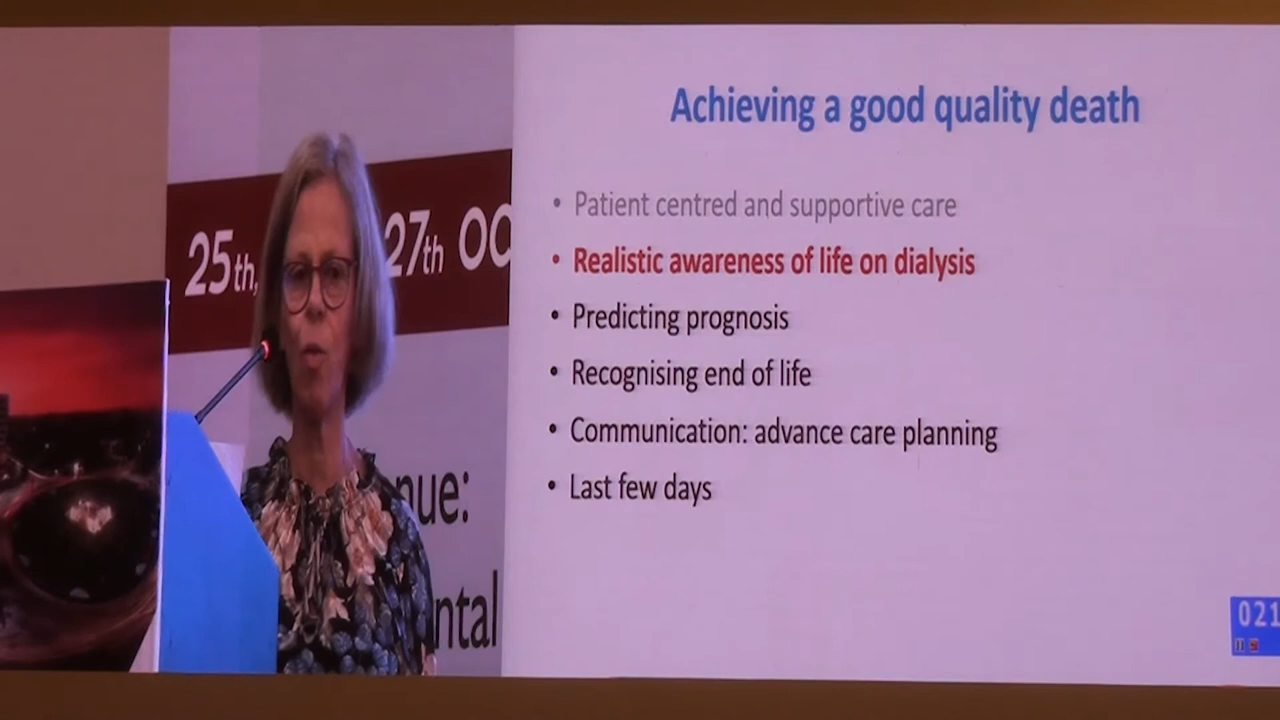 Achieving a good quality death
• Patient centred and supportive care
• Realistic awareness of life on dialysis
• Predicting prognosis
• Recognising end of life
• Communication: advance care planning
• Last few days
25th, 27th OC
nue:
ntal
021